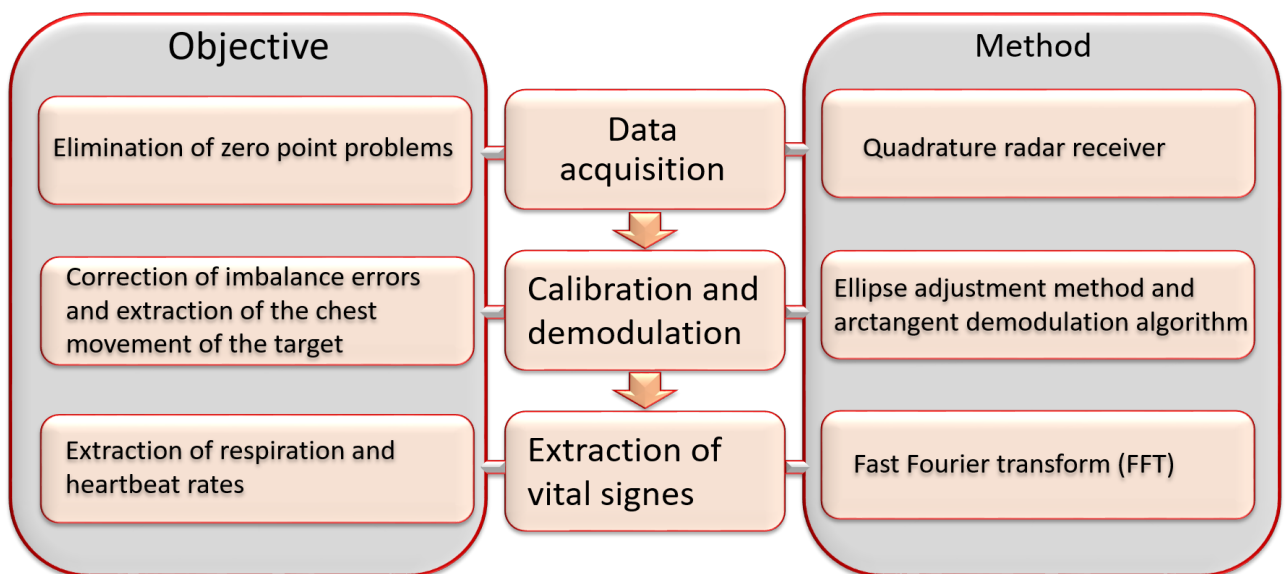 Objective
Method
Elimination of zero point problems
Data
acquisition
Quadrature radar receiver
Correction of imbalance errors
and extraction of the chest
movement of the target
Calibration and
demodulation
Ellipse adjustment method and
arctangent demodulation algorithm
Extraction of respiration and
heartbeat rates
Extraction of
vital signes
Fast Fourier transform (FFT)